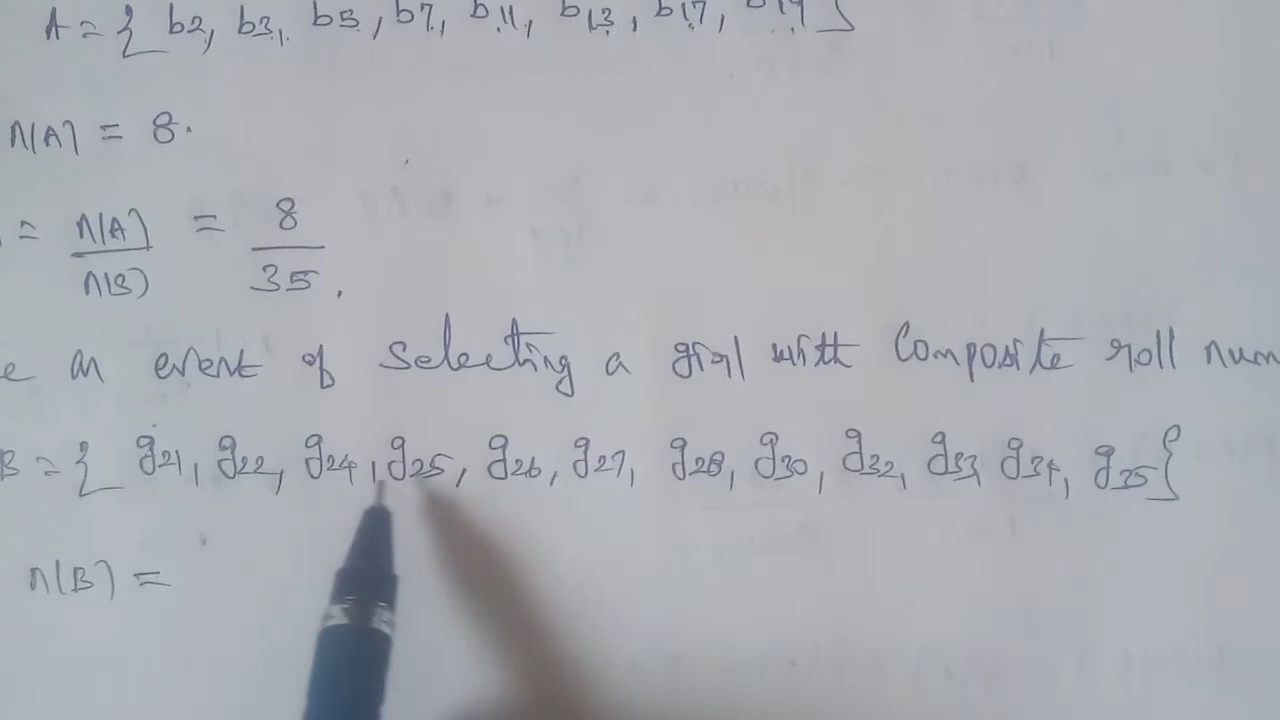 A = { b2, b3, b5, b7, b11, b13, b17, b19 }
n(A) = 8.
= n(A) / n(S) = 8 / 35.
e an event of selecting a girl with Composite roll num
B = { g21, g22, g24, g25, g26, g27, g28, g30, g32, g33, g34, g35 }
n(B) =